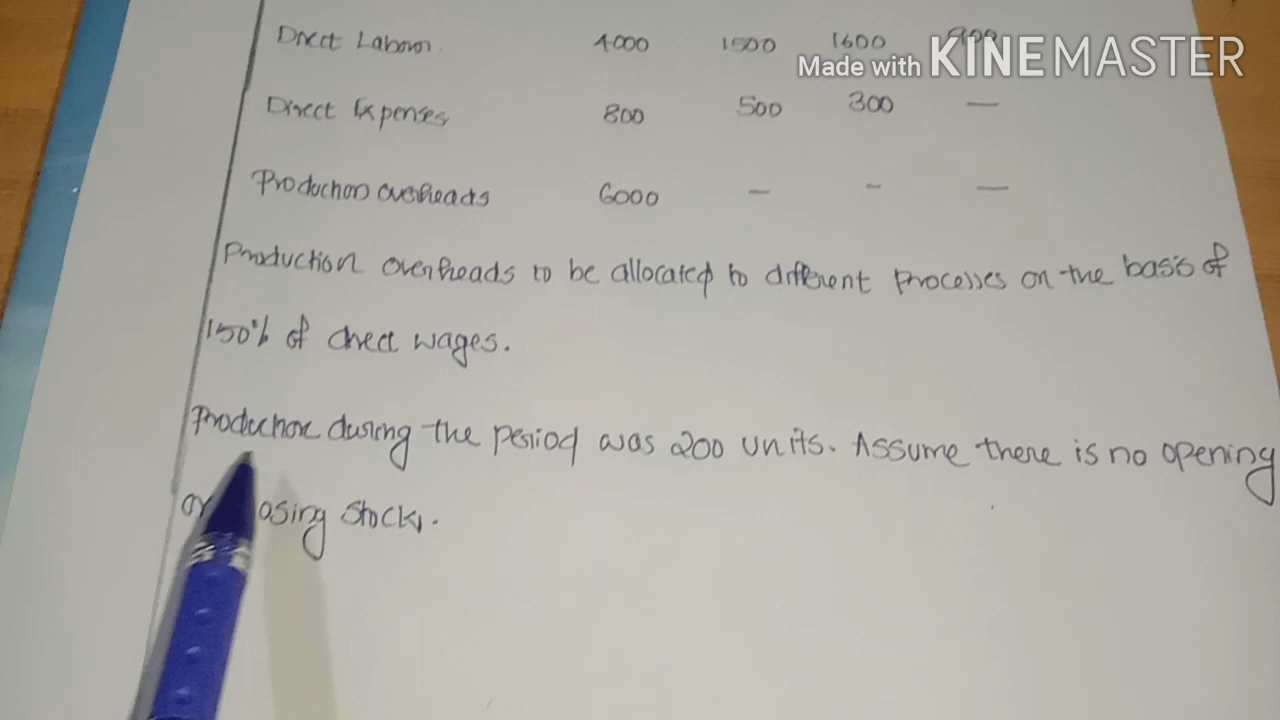 Direct Labour. 4000 1500 1600 900
Made with KINEMASTER
Direct Expenses 800 500 300 —
Production overheads 6000 — - —
Production overheads to be allocated to different processes on the basis of
150% of direct wages.
Production during the period was 200 units. Assume there is no opening
or closing stock.